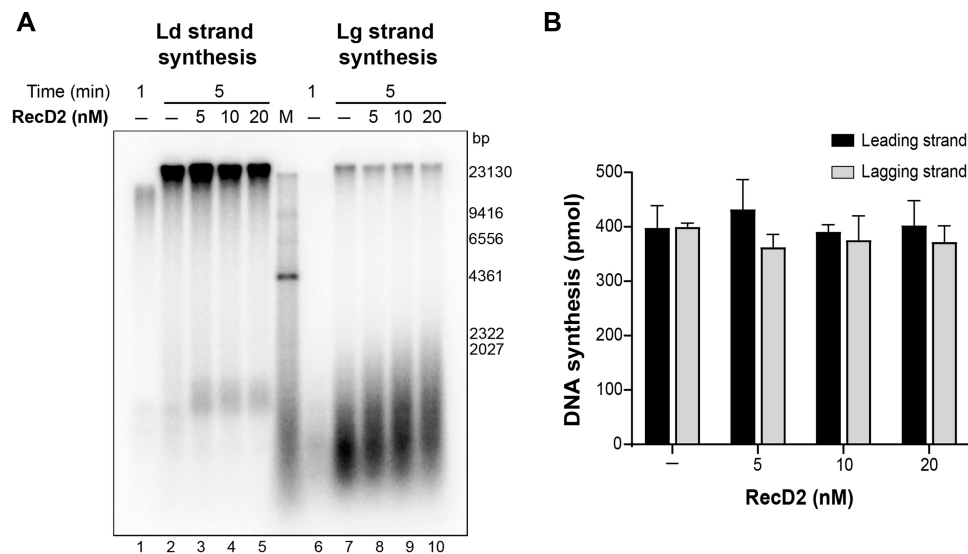 A
Ld strand
synthesis
Lg strand
synthesis
Time (min) 1 5 1 5
RecD2 (nM) – – 5 10 20 M – – 5 10 20
bp
23130
9416
6556
4361
2322
2027
1 2 3 4 5 6 7 8 9 10
B
Leading strand
Lagging strand
DNA synthesis (pmol)
500
400
300
200
100
0
– 5 10 20
RecD2 (nM)